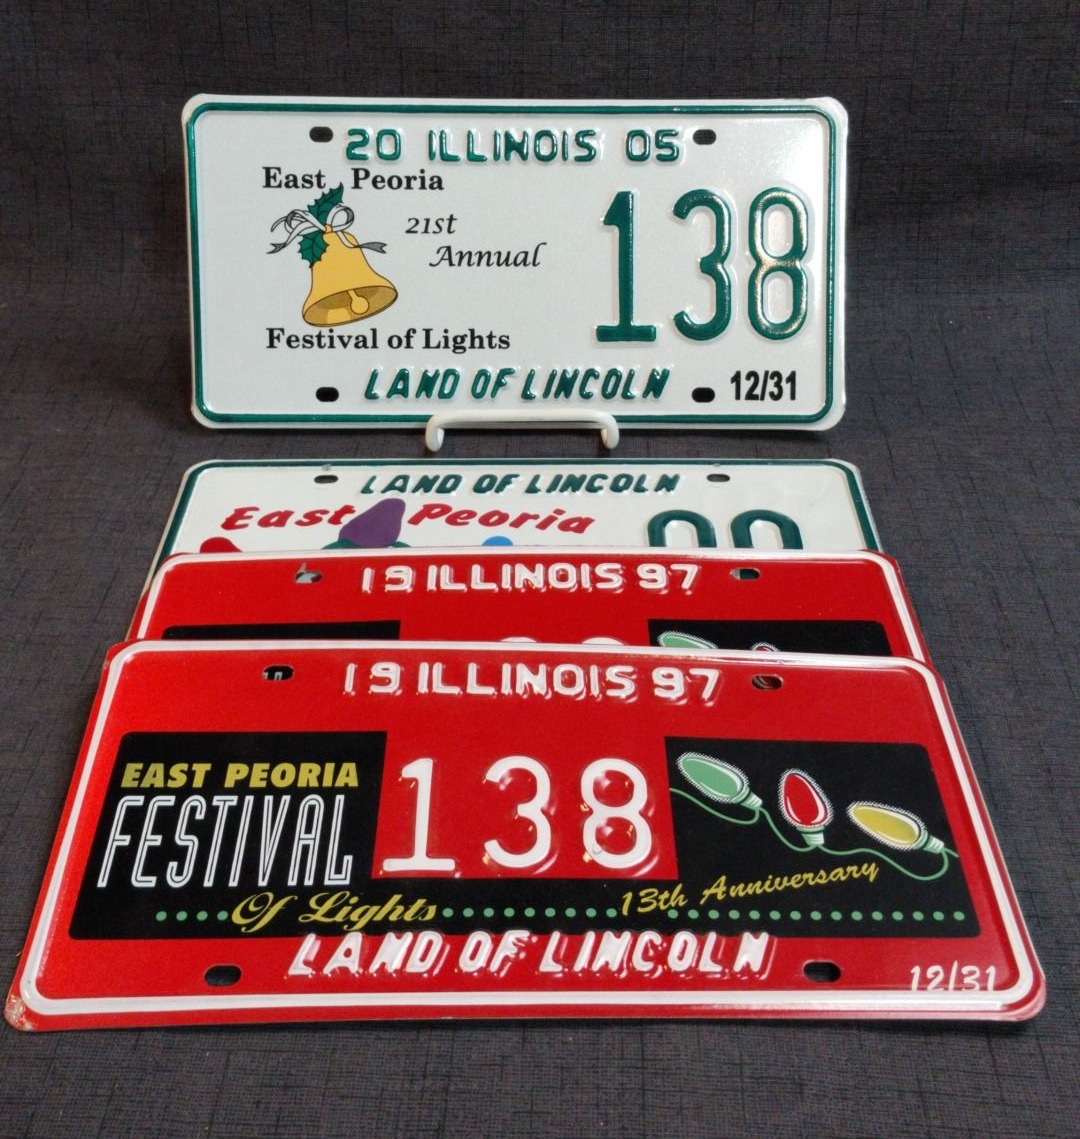 20 ILLINOIS 05
East Peoria
21st
Annual
138
Festival of Lights
LAND OF LINCOLN 12/31
LAND OF LINCOLN
East Peoria
19 ILLINOIS 97
19 ILLINOIS 97
EAST PEORIA
FESTIVAL
138
Of Lights
13th Anniversary
LAND OF LINCOLN
12/31